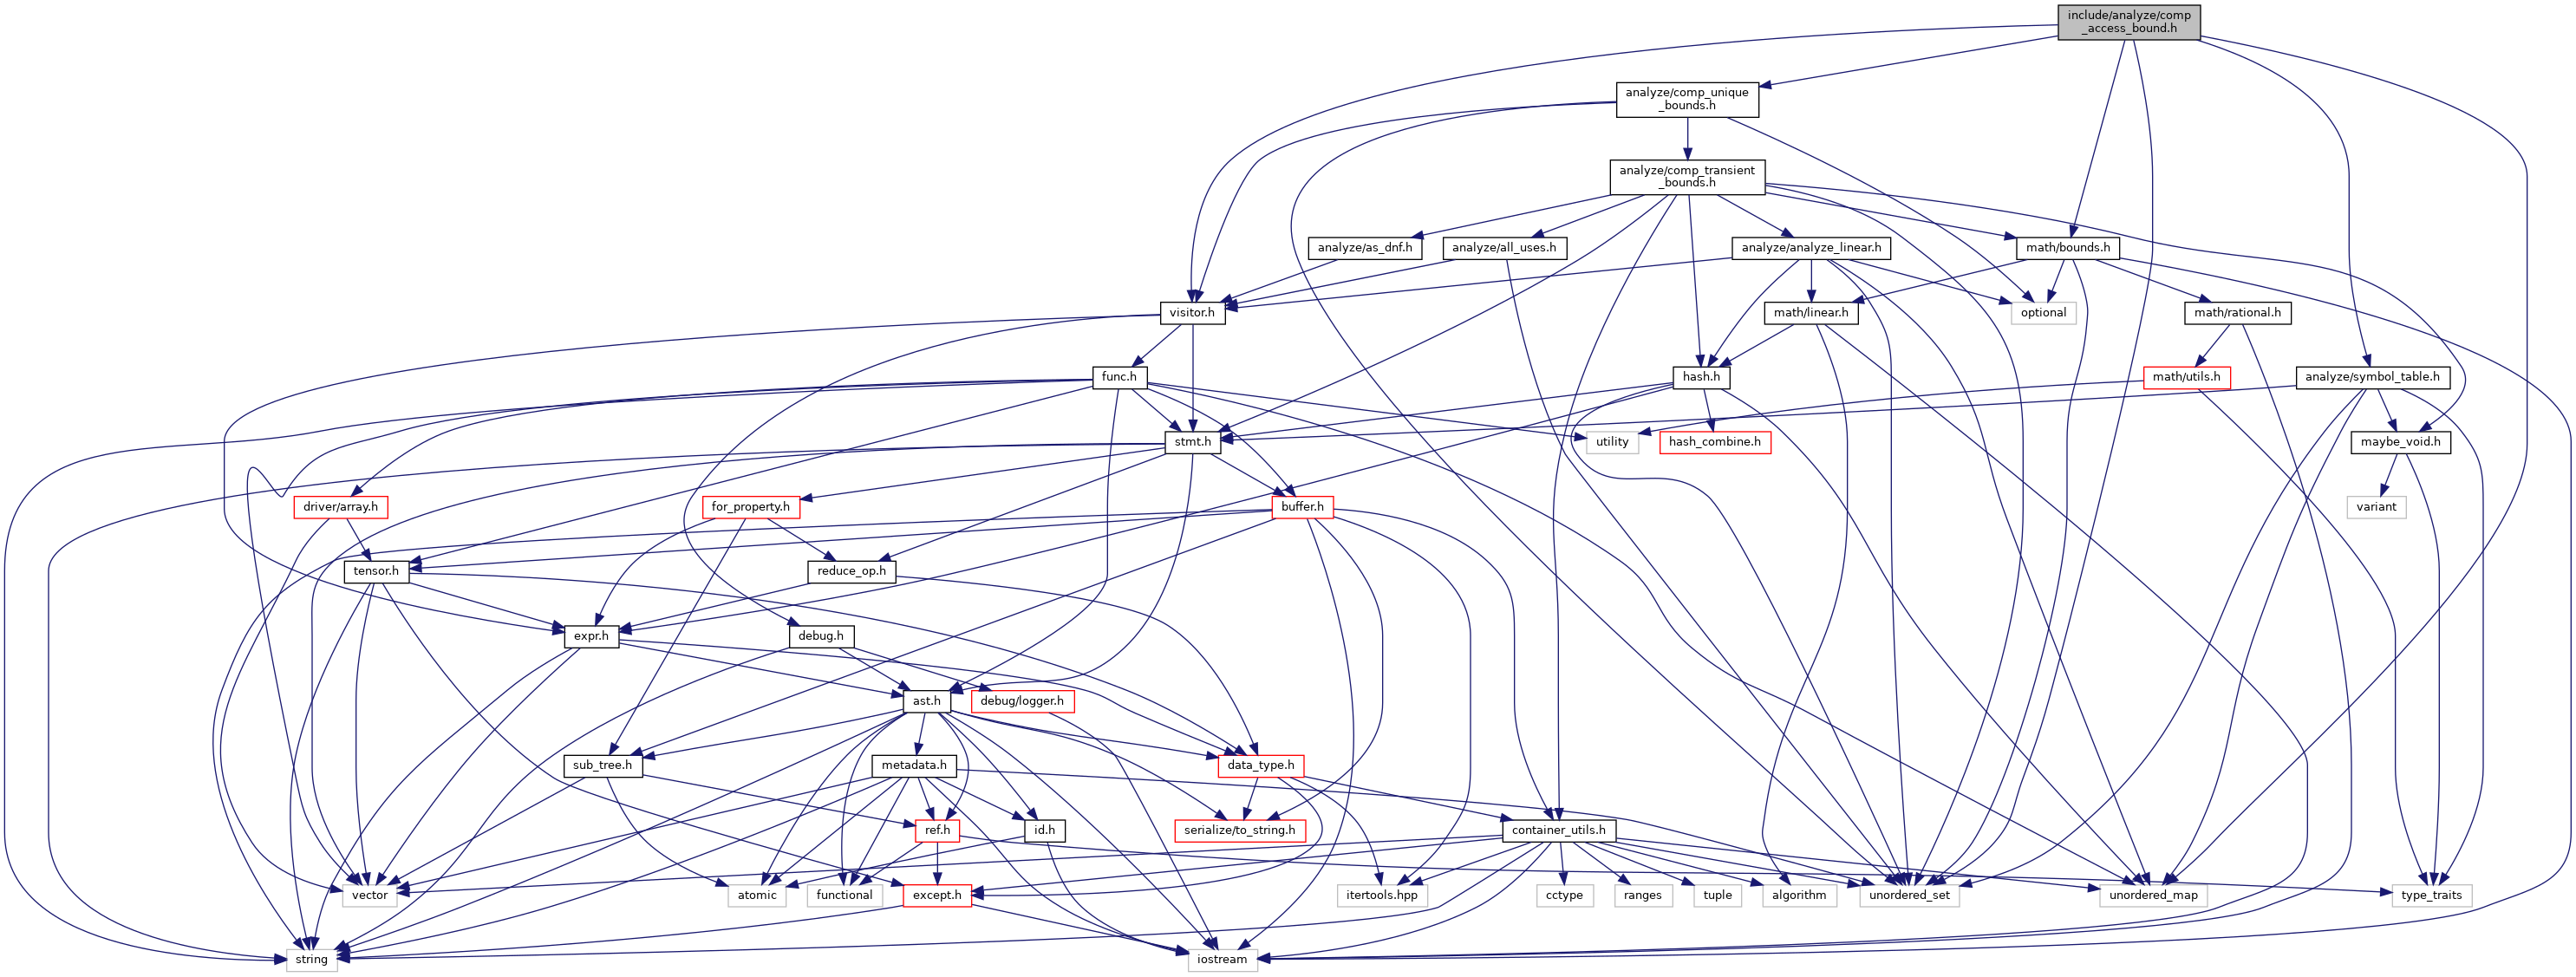 include/analyze/comp
_access_bound.h
analyze/comp_unique
_bounds.h
analyze/comp_transient
_bounds.h
analyze/as_dnf.h
analyze/all_uses.h
analyze/analyze_linear.h
math/bounds.h
visitor.h
math/linear.h
optional
math/rational.h
func.h
hash.h
math/utils.h
analyze/symbol_table.h
stmt.h
utility
hash_combine.h
maybe_void.h
driver/array.h
for_property.h
buffer.h
variant
tensor.h
reduce_op.h
expr.h
debug.h
ast.h
debug/logger.h
sub_tree.h
metadata.h
data_type.h
ref.h
id.h
serialize/to_string.h
container_utils.h
vector
atomic
functional
except.h
itertools.hpp
cctype
ranges
tuple
algorithm
unordered_set
unordered_map
type_traits
string
iostream